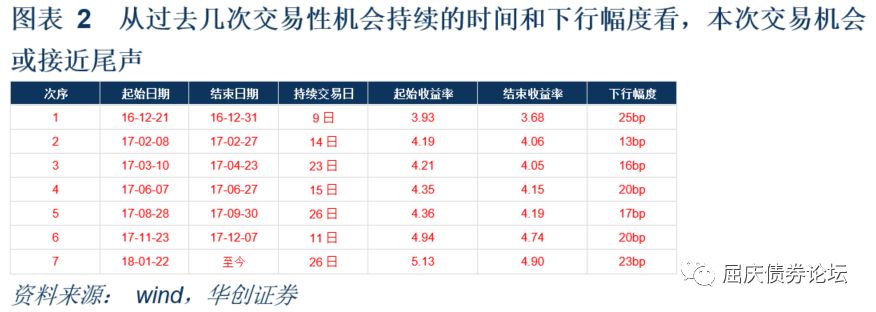 图表 2 从过去几次交易性机会持续的时间和下行幅度看，本次交易机会
或接近尾声
次序 起始日期 结束日期 持续交易日 起始收益率 结束收益率 下行幅度
1 16-12-21 16-12-31 9日 3.93 3.68 25bp
2 17-02-08 17-02-27 14日 4.19 4.06 13bp
3 17-03-10 17-04-23 23日 4.21 4.05 16bp
4 17-06-07 17-06-27 15日 4.35 4.15 20bp
5 17-08-28 17-09-30 26日 4.36 4.19 17bp
6 17-11-23 17-12-07 11日 4.94 4.74 20bp
7 18-01-22 至今 26日 5.13 4.90 23bp
屈庆债券论坛
资料来源： wind，华创证券